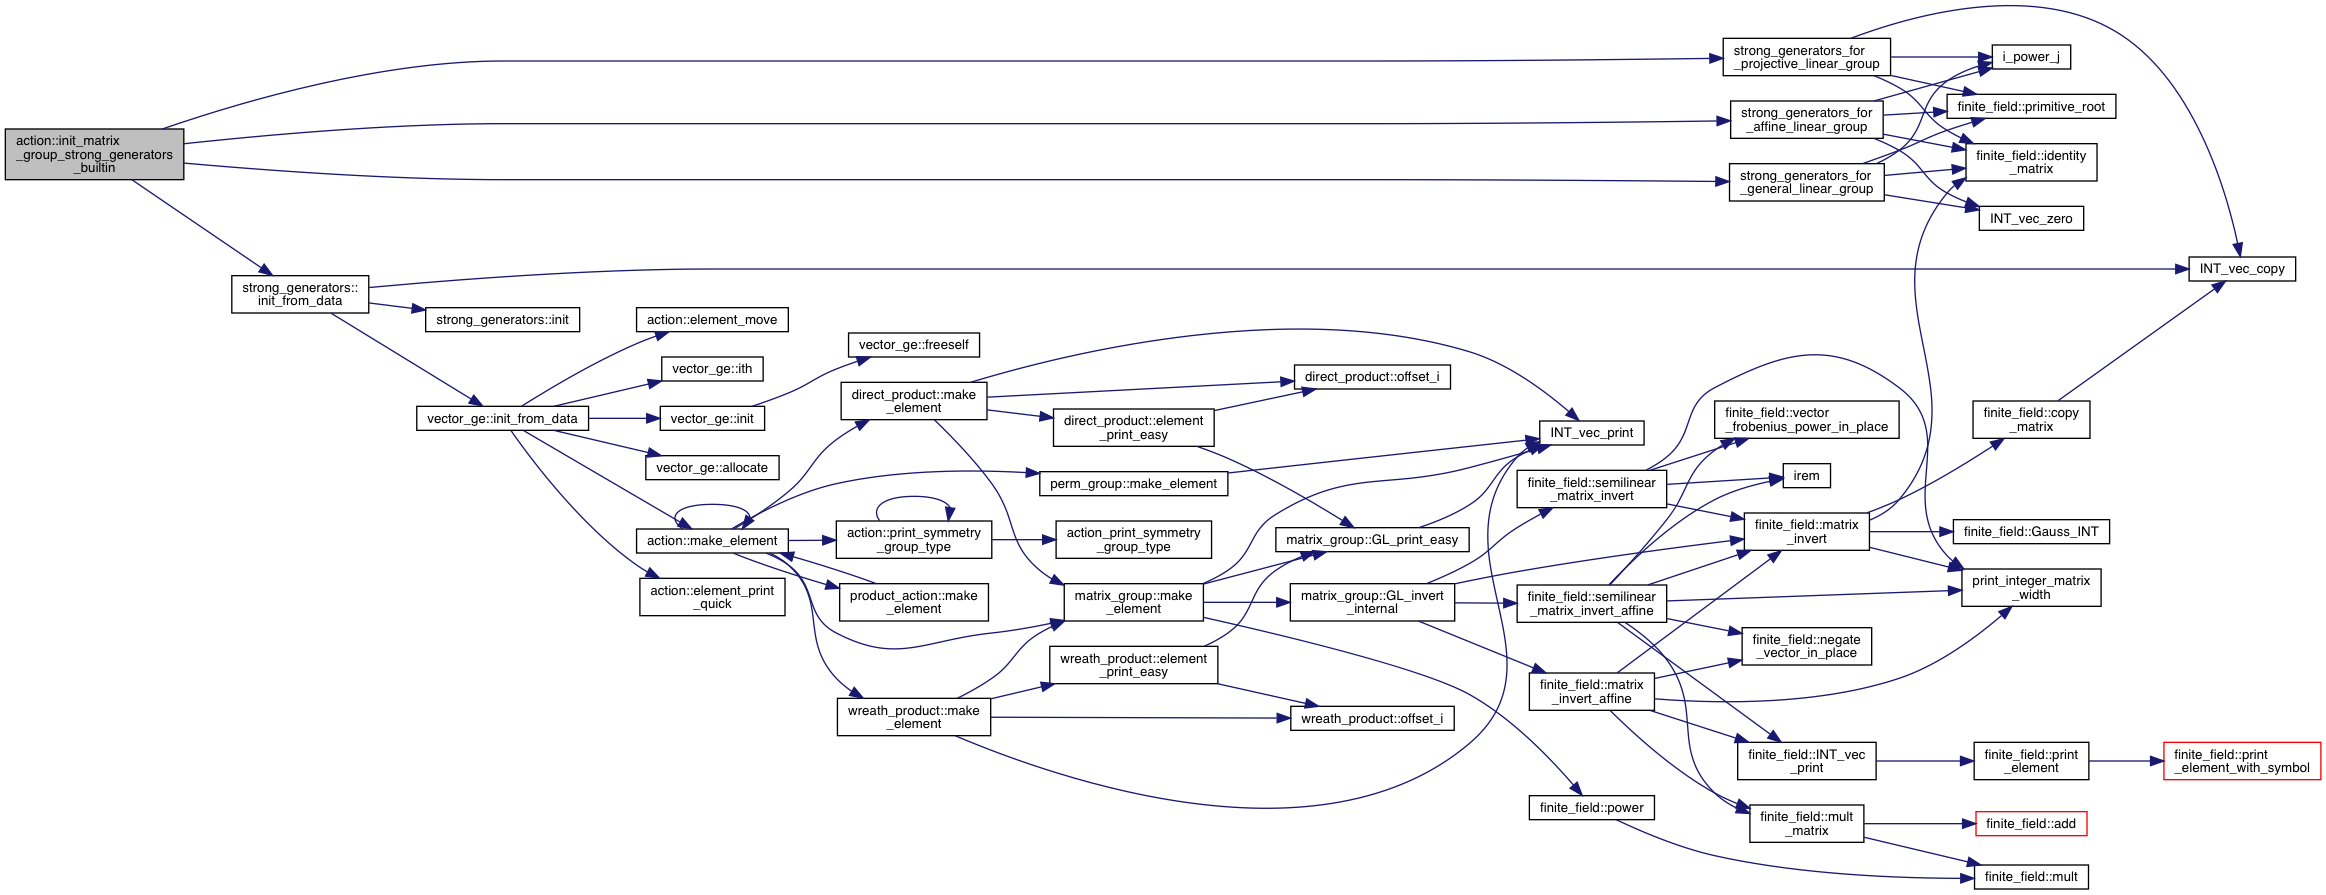 action::init_matrix
_group_strong_generators
_builtin
strong_generators::
init_from_data
strong_generators::init
vector_ge::init_from_data
action::element_move
vector_ge::ith
vector_ge::init
vector_ge::allocate
action::make_element
action::element_print
_quick
vector_ge::freeself
direct_product::make
_element
perm_group::make_element
action::print_symmetry
_group_type
action_print_symmetry
_group_type
product_action::make
_element
wreath_product::make
_element
direct_product::offset_i
direct_product::element
_print_easy
matrix_group::GL_print_easy
matrix_group::make
_element
matrix_group::GL_invert
_internal
wreath_product::element
_print_easy
wreath_product::offset_i
INT_vec_print
finite_field::semilinear
_matrix_invert
finite_field::semilinear
_matrix_invert_affine
finite_field::matrix
_invert_affine
finite_field::power
strong_generators_for
_projective_linear_group
strong_generators_for
_affine_linear_group
strong_generators_for
_general_linear_group
finite_field::vector
_frobenius_power_in_place
irem
finite_field::matrix
_invert
finite_field::negate
_vector_in_place
finite_field::INT_vec
_print
finite_field::mult
_matrix
i_power_j
finite_field::primitive_root
finite_field::identity
_matrix
INT_vec_zero
INT_vec_copy
finite_field::copy
_matrix
finite_field::Gauss_INT
print_integer_matrix
_width
finite_field::print
_element
finite_field::print
_element_with_symbol
finite_field::add
finite_field::mult